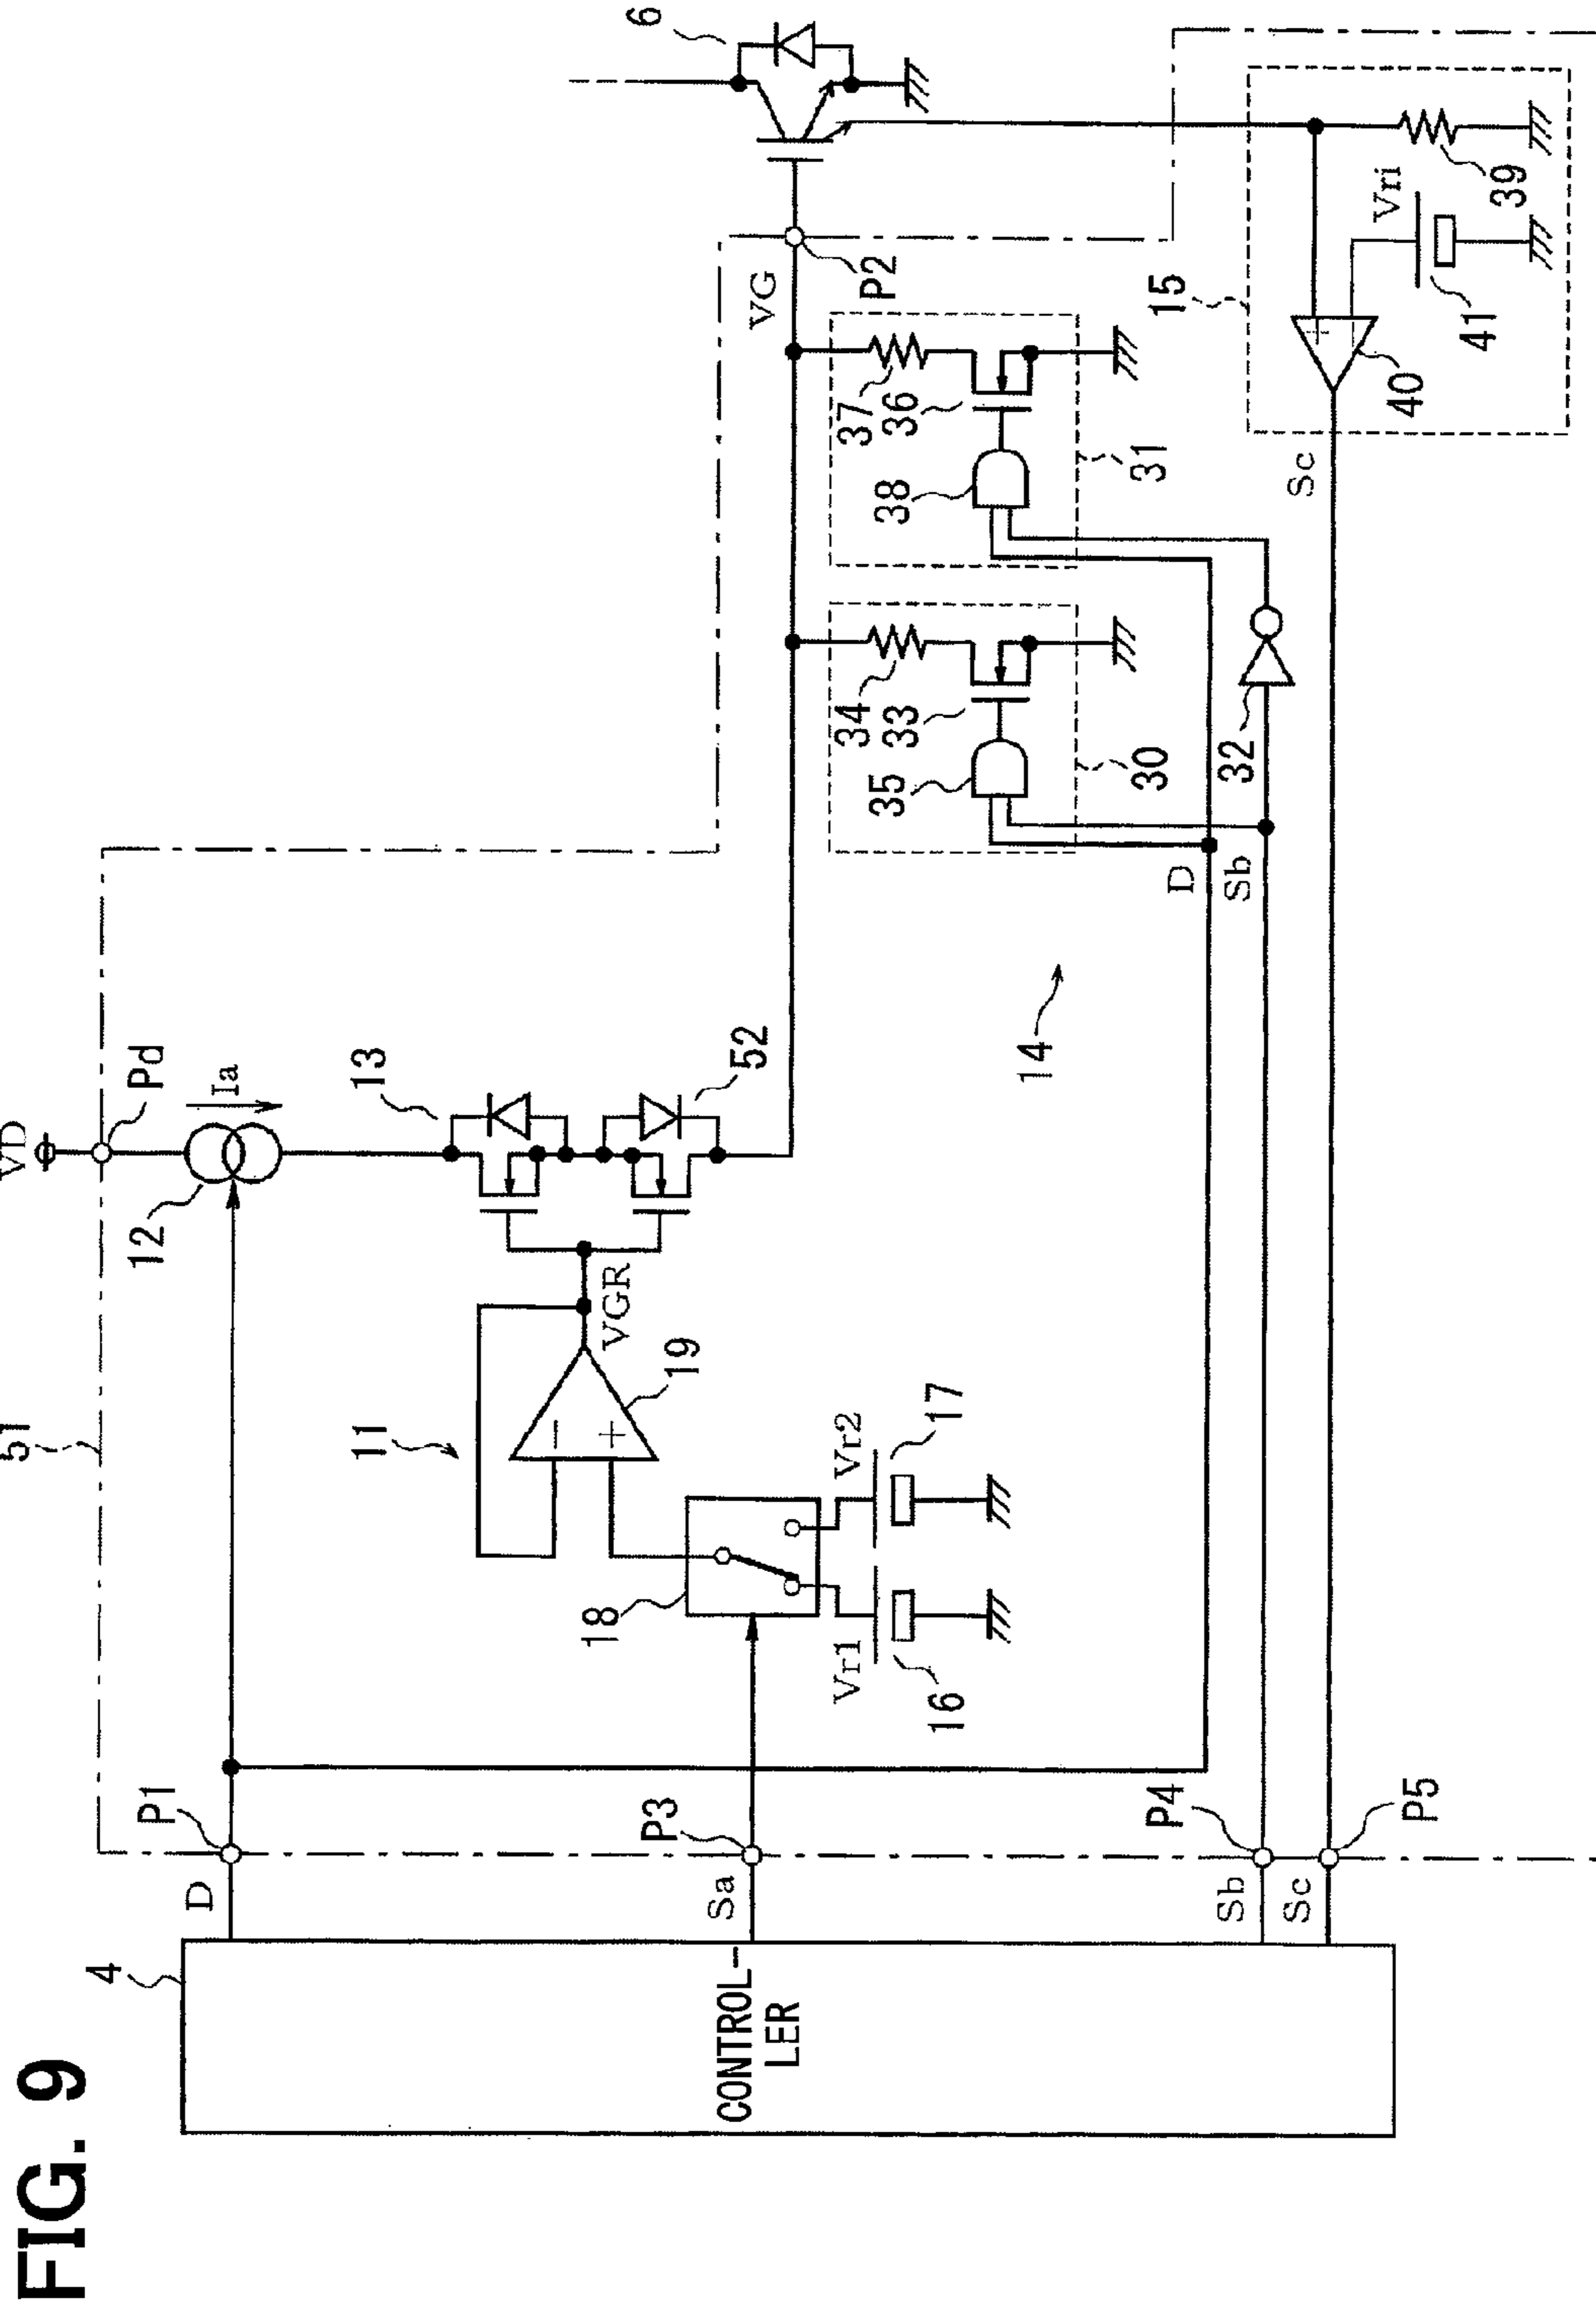 FIG. 9
4
CONTROL-
LER
D
P1
Sa
P3
Sb
P4
Sc
P5
51
VD
Pd
12
Ia
11
19
VGR
13
52
18
Vr1
16
Vr2
17
14
D
Sb
30
35
33
34
32
31
38
36
37
VG
P2
6
Sc
15
40
41
Vri
39